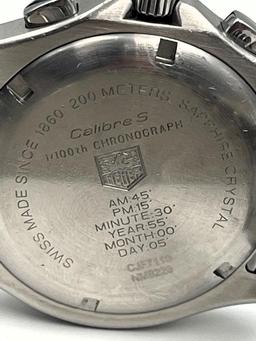 SWISS MADE SINCE 1860 · 200 METERS · SAPPHIRE CRYSTAL
Calibre S
1/100th CHRONOGRAPH
TAG
HEUER
AM:45'
PM:15'
MINUTE:30'
YEAR:55'
MONTH:00'
DAY:05'